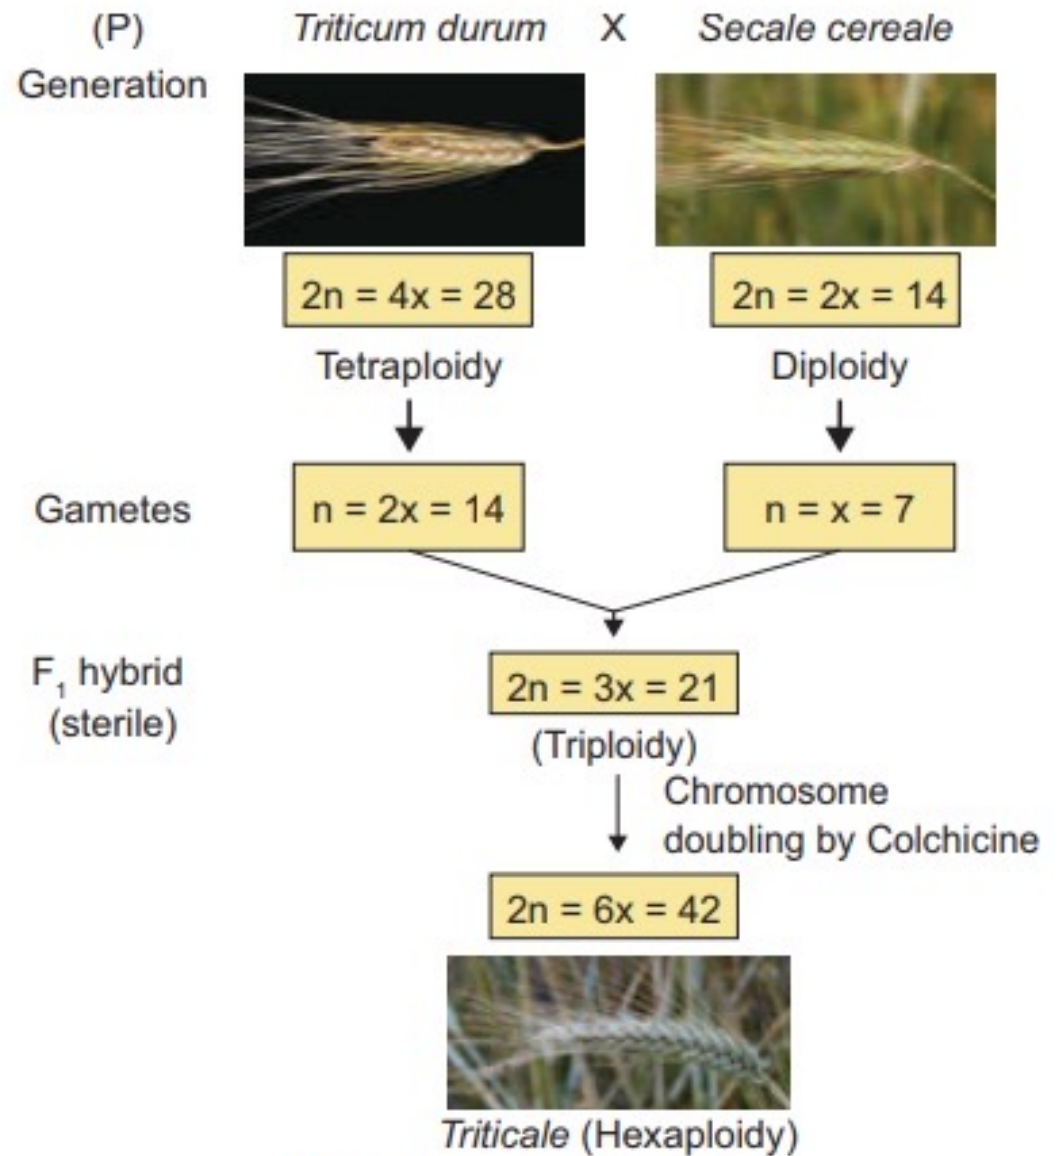 (P) Triticum durum X Secale cereale
Generation
2n = 4x = 28 2n = 2x = 14
Tetraploidy Diploidy
Gametes n = 2x = 14 n = x = 7
F₁ hybrid
(sterile)
2n = 3x = 21
(Triploidy)
Chromosome
doubling by Colchicine
2n = 6x = 42
Triticale (Hexaploidy)